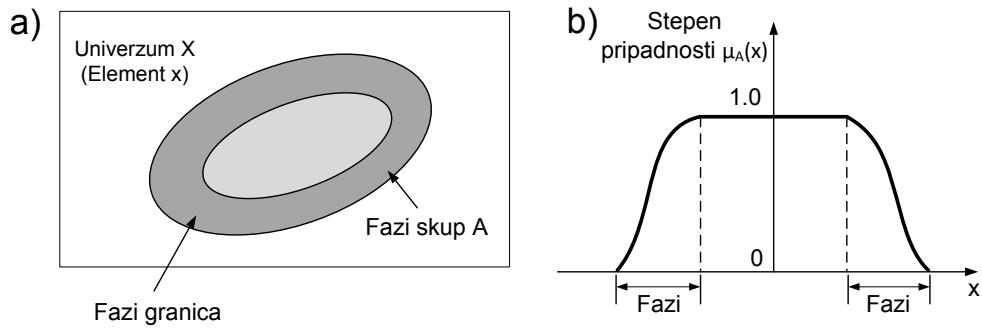 a)
Univerzum X
(Element x)
Fazi skup A
Fazi granica
b)
Stepen
pripadnosti μA(x)
1.0
0
x
Fazi
Fazi